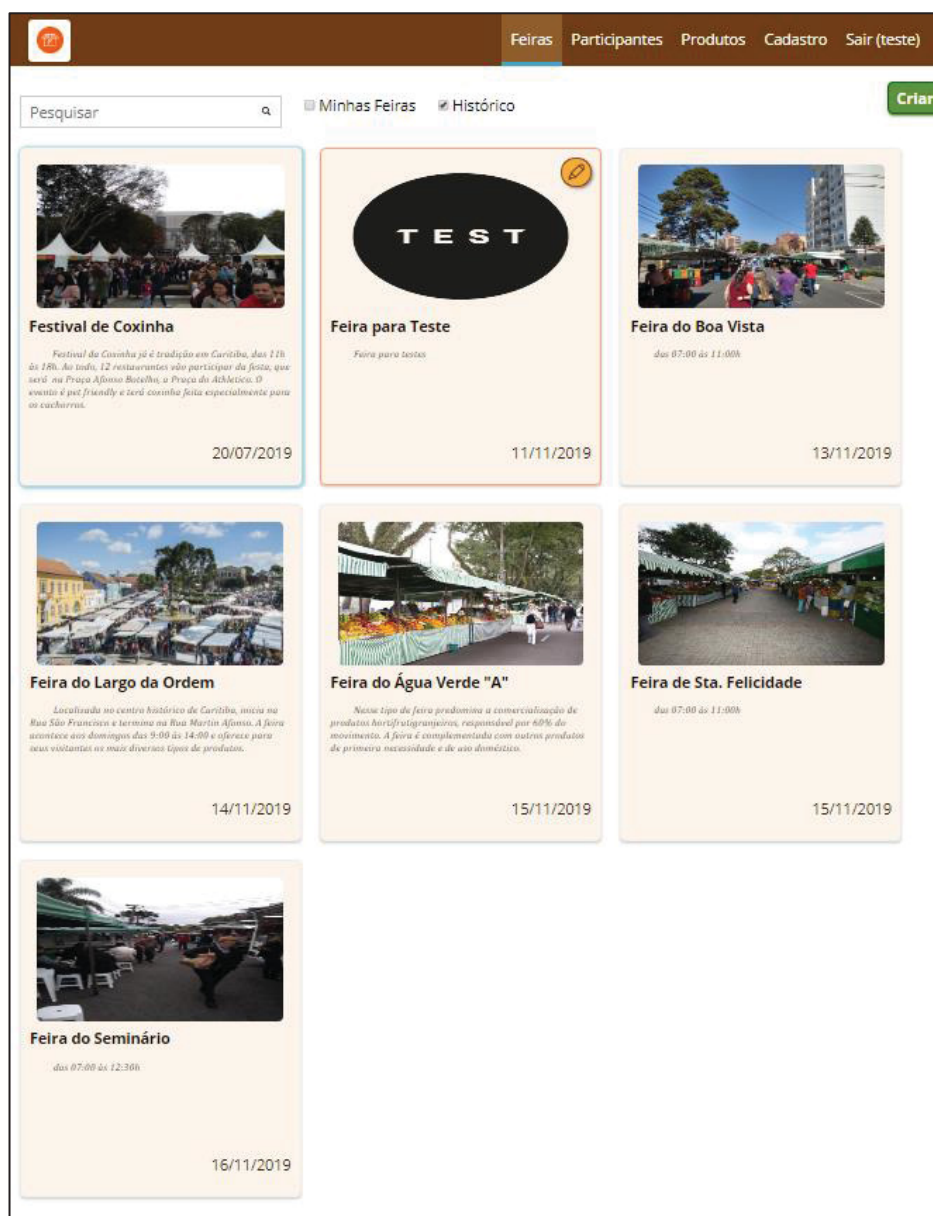 Feiras Participantes Produtos Cadastro Sair (teste)
Pesquisar Minhas Feiras Histórico Criar
TEST
Festival de Coxinha
Festival da Coxinha já é tradição em Curitiba, das 11h
às 18h. Ao todo, 12 restaurantes vão participar da festa, que
será na Praça Afonso Botelho, a Praça do Athletico. O
evento é pet friendly e terá coxinha feita especialmente para
os cachorros.
20/07/2019
Feira para Teste
Feira para testes
11/11/2019
Feira do Boa Vista
das 07:00 às 11:00h
13/11/2019
Feira do Largo da Ordem
Localizada no centro histórico de Curitiba, inicia na
Rua São Francisco e termina na Rua Martin Afonso. A feira
acontece aos domingos das 9:00 às 14:00 e oferece para
seus visitantes os mais diversos tipos de produtos.
14/11/2019
Feira do Água Verde "A"
Nesse tipo de feira predomina a comercialização de
produtos hortifrutigranjeiros, responsável por 60% do
movimento. A feira é complementada com outros produtos
de primeira necessidade e de uso doméstico.
15/11/2019
Feira de Sta. Felicidade
das 07:00 às 11:00h
15/11/2019
Feira do Seminário
das 07:00 às 12:30h
16/11/2019